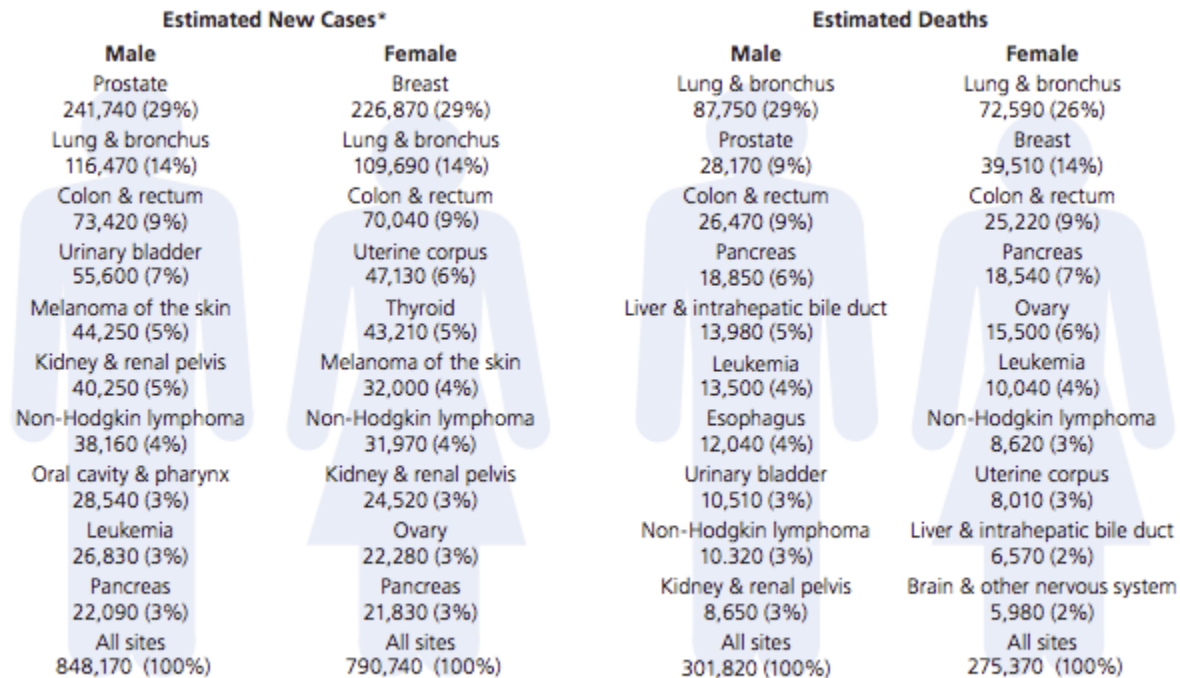 Estimated New Cases*
Male
Prostate
241,740 (29%)
Lung & bronchus
116,470 (14%)
Colon & rectum
73,420 (9%)
Urinary bladder
55,600 (7%)
Melanoma of the skin
44,250 (5%)
Kidney & renal pelvis
40,250 (5%)
Non-Hodgkin lymphoma
38,160 (4%)
Oral cavity & pharynx
28,540 (3%)
Leukemia
26,830 (3%)
Pancreas
22,090 (3%)
All sites
848,170 (100%)
Female
Breast
226,870 (29%)
Lung & bronchus
109,690 (14%)
Colon & rectum
70,040 (9%)
Uterine corpus
47,130 (6%)
Thyroid
43,210 (5%)
Melanoma of the skin
32,000 (4%)
Non-Hodgkin lymphoma
31,970 (4%)
Kidney & renal pelvis
24,520 (3%)
Ovary
22,280 (3%)
Pancreas
21,830 (3%)
All sites
790,740 (100%)
Estimated Deaths
Male
Lung & bronchus
87,750 (29%)
Prostate
28,170 (9%)
Colon & rectum
26,470 (9%)
Pancreas
18,850 (6%)
Liver & intrahepatic bile duct
13,980 (5%)
Leukemia
13,500 (4%)
Esophagus
12,040 (4%)
Urinary bladder
10,510 (3%)
Non-Hodgkin lymphoma
10.320 (3%)
Kidney & renal pelvis
8,650 (3%)
All sites
301,820 (100%)
Female
Lung & bronchus
72,590 (26%)
Breast
39,510 (14%)
Colon & rectum
25,220 (9%)
Pancreas
18,540 (7%)
Ovary
15,500 (6%)
Leukemia
10,040 (4%)
Non-Hodgkin lymphoma
8,620 (3%)
Uterine corpus
8,010 (3%)
Liver & intrahepatic bile duct
6,570 (2%)
Brain & other nervous system
5,980 (2%)
All sites
275,370 (100%)